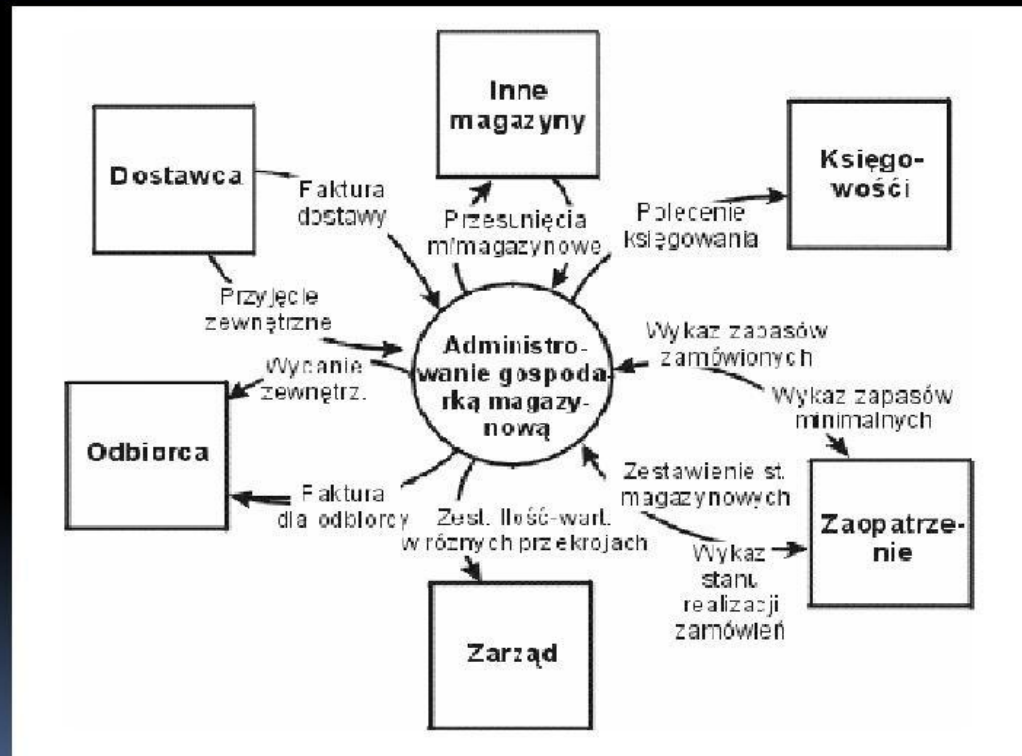 Inne
magazyny
Dostawca
Księgo-
wośći
Faktura
dostawy
Przesunięcia
m/magazynowe
Polecenie
księgowania
Przyjęcie
zewnętrzne
Administro-
wanie gospoda-
rką magazy-
nową
Wykaz zapasów
zamówionych
Wydanie
zewnętrz.
Wykaz zapasów
minimalnych
Odbiorca
Faktura
dla odbiorcy
Zest. Ilość-wart.
w róznych przekrojach
Zestawienie st.
magazynowych
Zaopatrze-
nie
Wykaz
stanu
realizacji
zamówień
Zarząd